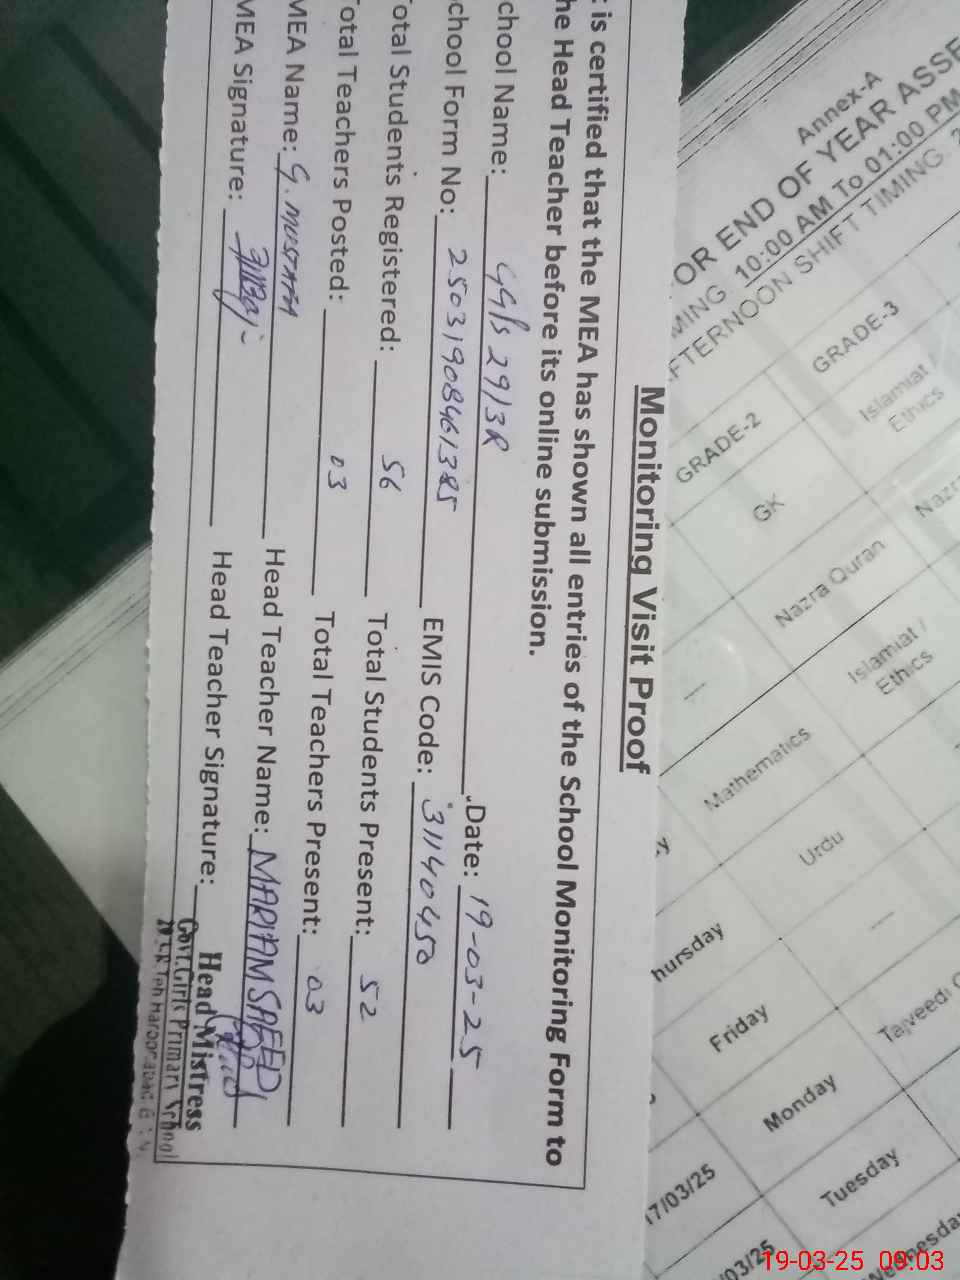 Monitoring Visit Proof
is certified that the MEA has shown all entries of the School Monitoring Form to
he Head Teacher before its online submission.
chool Name: GGPS 29/3R Date: 19-03-25
chool Form No: EMIS Code: 31140450
otal Students Registered: 56 Total Students Present: 52
otal Teachers Posted: 03 Total Teachers Present: 03
MEA Name: G. MUSTAFA Head Teacher Name: MARIAM SAEED
MEA Signature: Head Teacher Signature:
Head Mistress
Govt. Girls Primary School
Annex-A
OR END OF YEAR ASSE
MING. 10:00 AM To 01:00 PM
FTERNOON SHIFT TIMING.
GRADE-2 GRADE-3
GK Islamiat
Ethics
Nazra Quran Nazr
Mathematics Islamiat /
Ethics
Urdu
hursday
Friday Tajveedi
Monday
17/03/25 Tuesday
/03/25 Wednesday
19-03-25 09:03